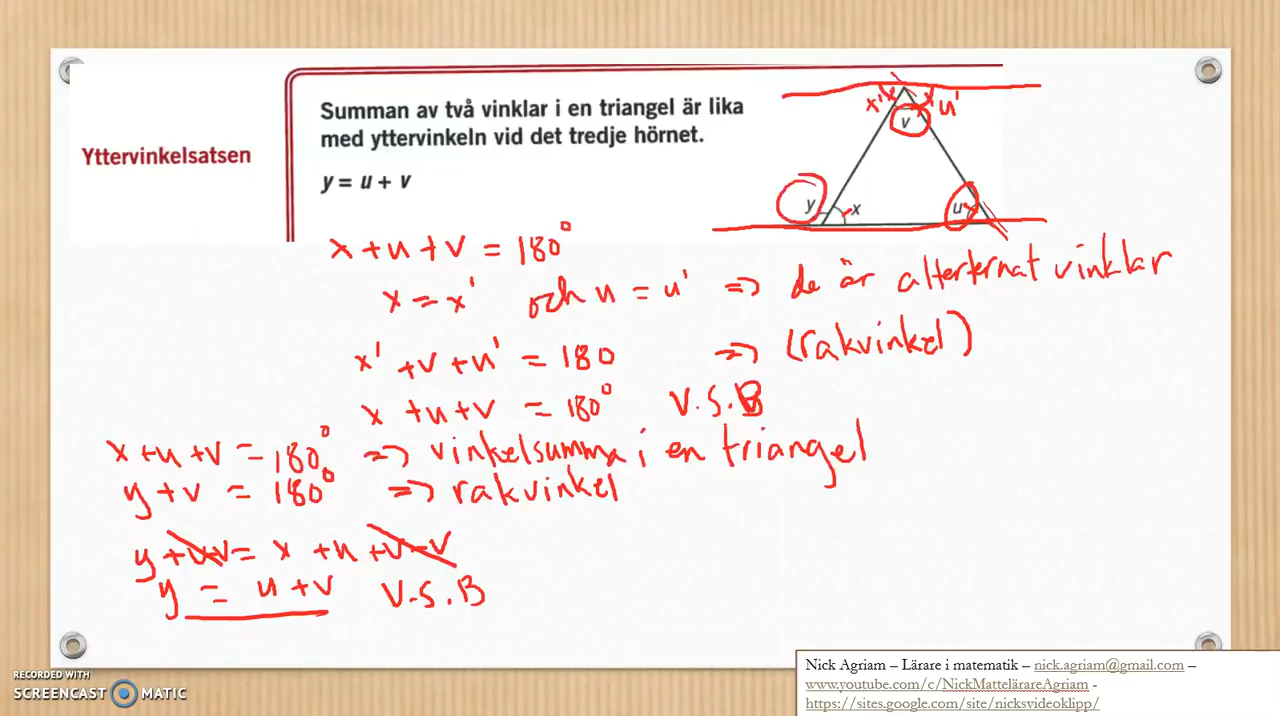 Yttervinkelsatsen
Summan av två vinklar i en triangel är lika
med yttervinkeln vid det tredje hörnet.
y = u + v
x' x u'
v
y x u
x + u + v = 180°
x = x' och u = u' => de är alterternat vinklar
x' + v + u' = 180 => (rakvinkel)
x + u + v = 180° V.S.B
x + u + v = 180° => vinkelsumma i en triangel
y + v = 180° => rakvinkel
y + v - v = x + u + v - v
y = u + v V.S.B
RECORDED WITH
SCREENCAST MATIC
Nick Agriam – Lärare i matematik – nick.agriam@gmail.com –
www.youtube.com/c/NickMattelärareAgriam -
https://sites.google.com/site/nicksvideoklipp/